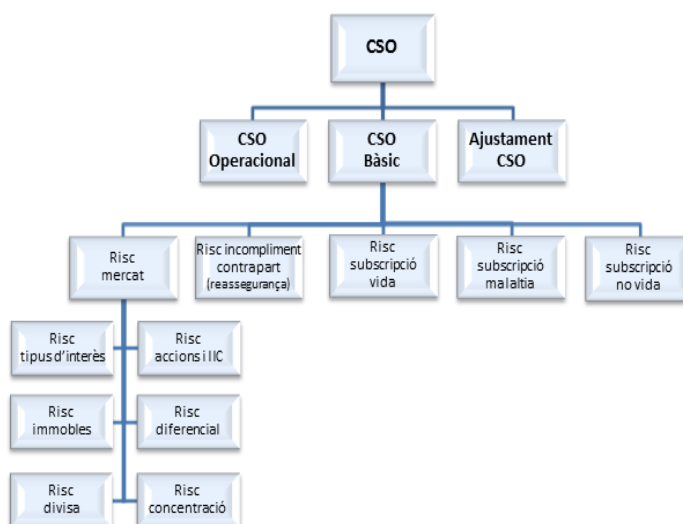 CSO
CSO
Operacional
CSO
Bàsic
Ajustament
CSO
Risc
mercat
Risc incompliment
contrapart
(reassegurança)
Risc
subscripció
vida
Risc
subscripció
malaltia
Risc
subscripció
no vida
Risc
tipus d'interès
Risc
accions i IIC
Risc
immobles
Risc
diferencial
Risc
divisa
Risc
concentració